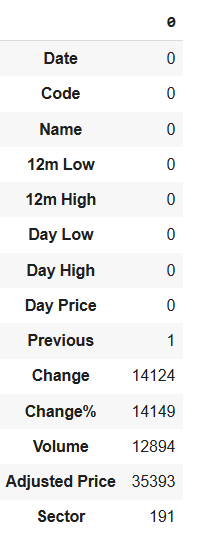 0
Date 0
Code 0
Name 0
12m Low 0
12m High 0
Day Low 0
Day High 0
Day Price 0
Previous 1
Change 14124
Change% 14149
Volume 12894
Adjusted Price 35393
Sector 191